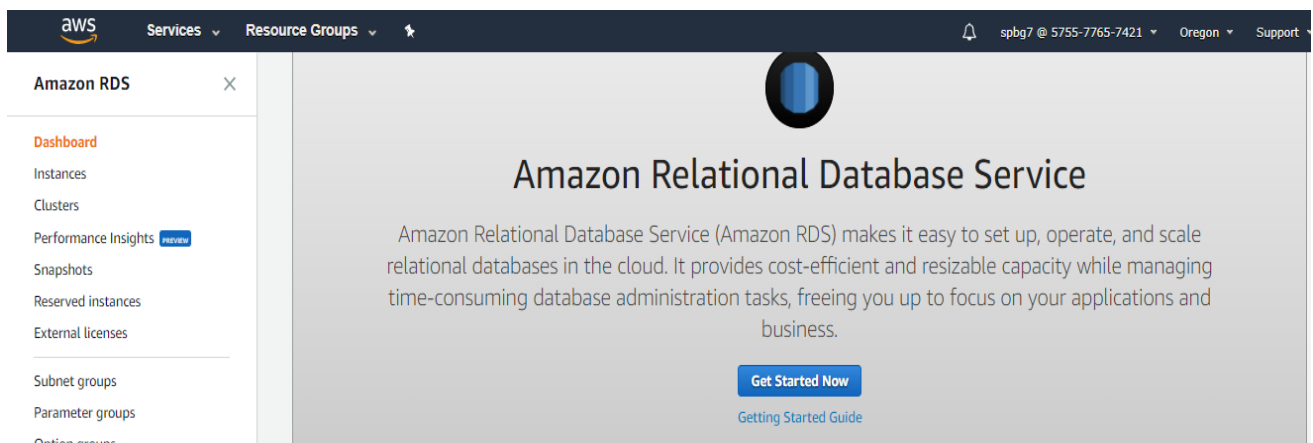 aws Services Resource Groups spbg7 @ 5755-7765-7421 Oregon Support
Amazon RDS
Dashboard
Instances
Clusters
Performance Insights PREVIEW
Snapshots
Reserved instances
External licenses
Subnet groups
Parameter groups
Option groups
Amazon Relational Database Service
Amazon Relational Database Service (Amazon RDS) makes it easy to set up, operate, and scale
relational databases in the cloud. It provides cost-efficient and resizable capacity while managing
time-consuming database administration tasks, freeing you up to focus on your applications and
business.
Get Started Now
Getting Started Guide